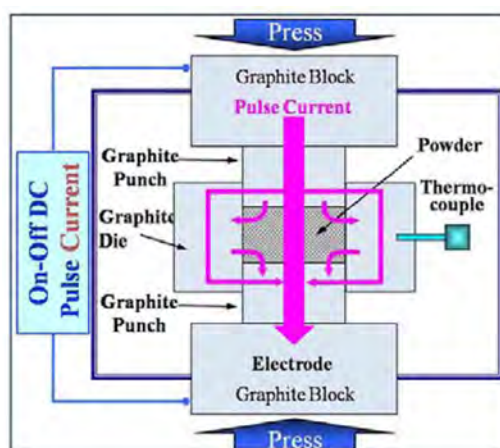 Press
Graphite Block
Pulse Current
Graphite
Punch
Powder
Thermo-
couple
Graphite
Die
On-Off DC
Pulse Current
Graphite
Punch
Electrode
Graphite Block
Press